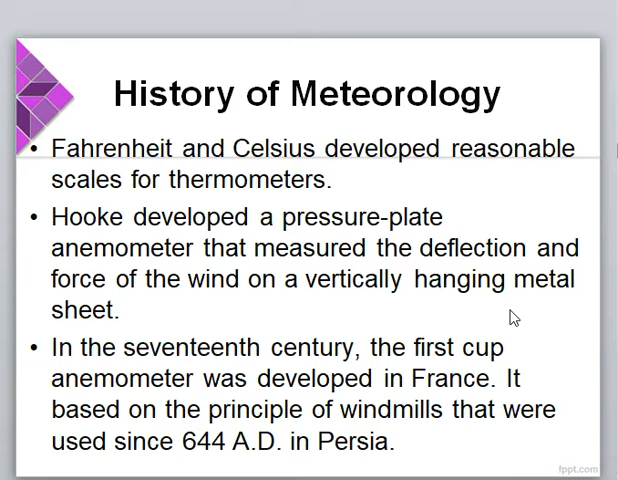 History of Meteorology
• Fahrenheit and Celsius developed reasonable
scales for thermometers.
• Hooke developed a pressure-plate
anemometer that measured the deflection and
force of the wind on a vertically hanging metal
sheet.
• In the seventeenth century, the first cup
anemometer was developed in France. It
based on the principle of windmills that were
used since 644 A.D. in Persia.
fppt.com